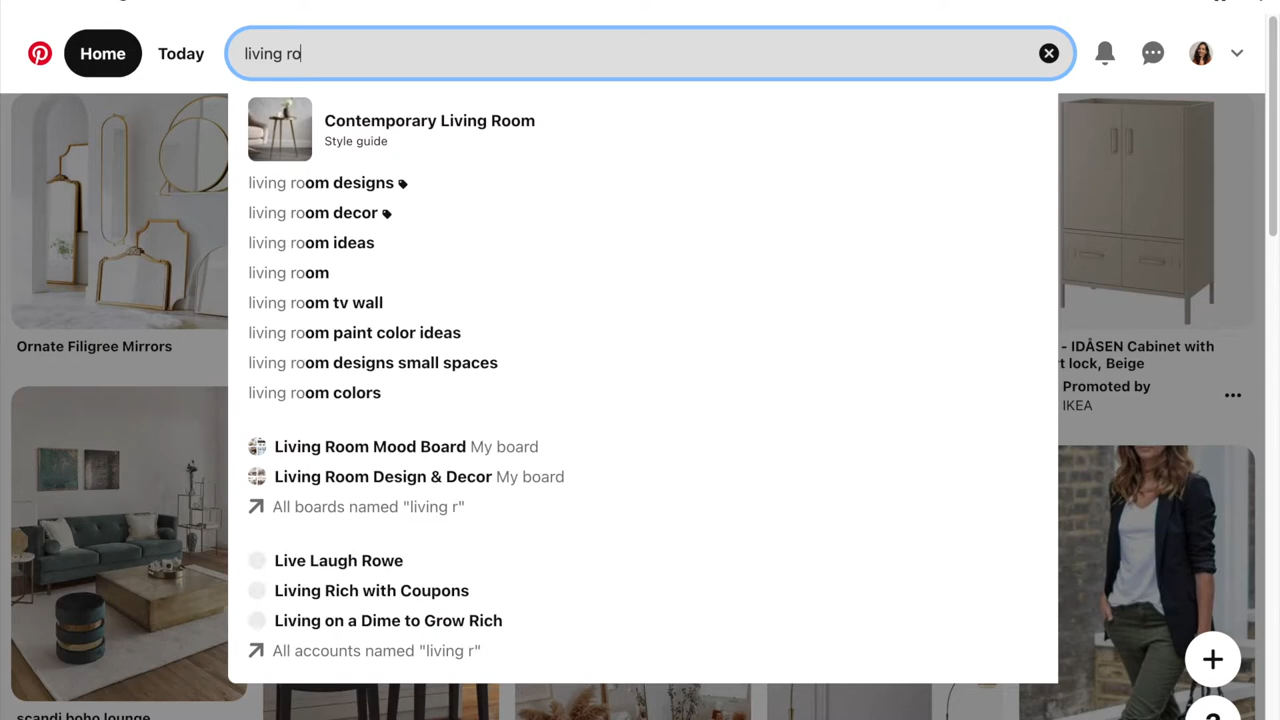 Home
Today
living ro
Contemporary Living Room
Style guide
living room designs
living room decor
living room ideas
living room
living room tv wall
living room paint color ideas
living room designs small spaces
living room colors
Living Room Mood Board My board
Living Room Design & Decor My board
All boards named "living r"
Live Laugh Rowe
Living Rich with Coupons
Living on a Dime to Grow Rich
All accounts named "living r"
Ornate Filigree Mirrors
- IDÅSEN Cabinet with
t lock, Beige
Promoted by
IKEA
scandi boho lounge